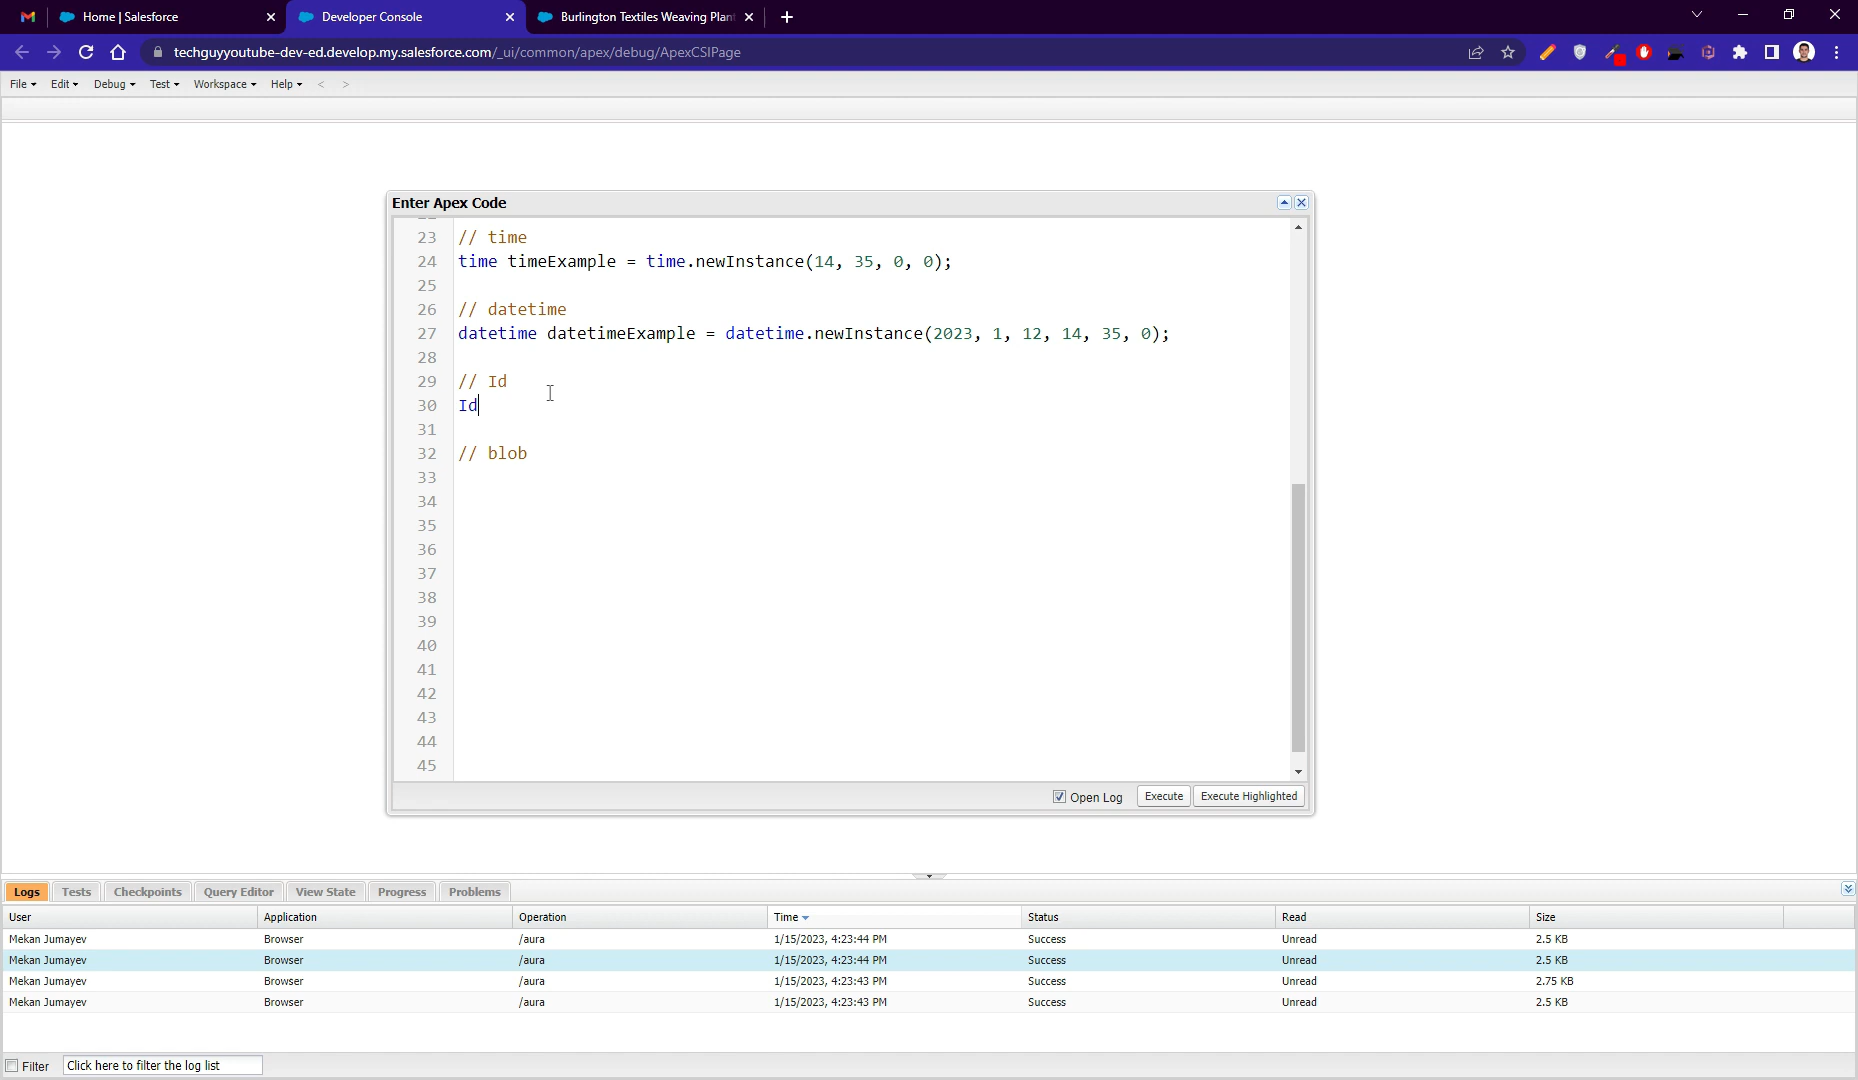 Home | Salesforce
Developer Console
Burlington Textiles Weaving Plan
techguyyoutube-dev-ed.develop.my.salesforce.com/_ui/common/apex/debug/ApexCSIPage
File Edit Debug Test Workspace Help < >
Enter Apex Code
23 // time
24 time timeExample = time.newInstance(14, 35, 0, 0);
25
26 // datetime
27 datetime datetimeExample = datetime.newInstance(2023, 1, 12, 14, 35, 0);
28
29 // Id
30 Id
31
32 // blob
33
34
35
36
37
38
39
40
41
42
43
44
45
Open Log Execute Execute Highlighted
Logs Tests Checkpoints Query Editor View State Progress Problems
User Application Operation Time Status Read Size
Mekan Jumayev Browser /aura 1/15/2023, 4:23:44 PM Success Unread 2.5 KB
Mekan Jumayev Browser /aura 1/15/2023, 4:23:44 PM Success Unread 2.5 KB
Mekan Jumayev Browser /aura 1/15/2023, 4:23:43 PM Success Unread 2.75 KB
Mekan Jumayev Browser /aura 1/15/2023, 4:23:43 PM Success Unread 2.5 KB
Filter Click here to filter the log list